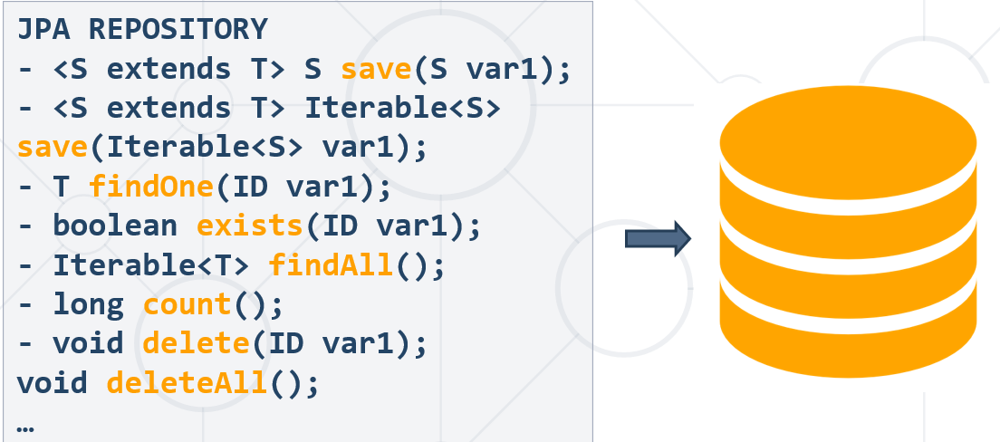 JPA REPOSITORY
- <S extends T> S save(S var1);
- <S extends T> Iterable<S>
save(Iterable<S> var1);
- T findOne(ID var1);
- boolean exists(ID var1);
- Iterable<T> findAll();
- long count();
- void delete(ID var1);
void deleteAll();
…